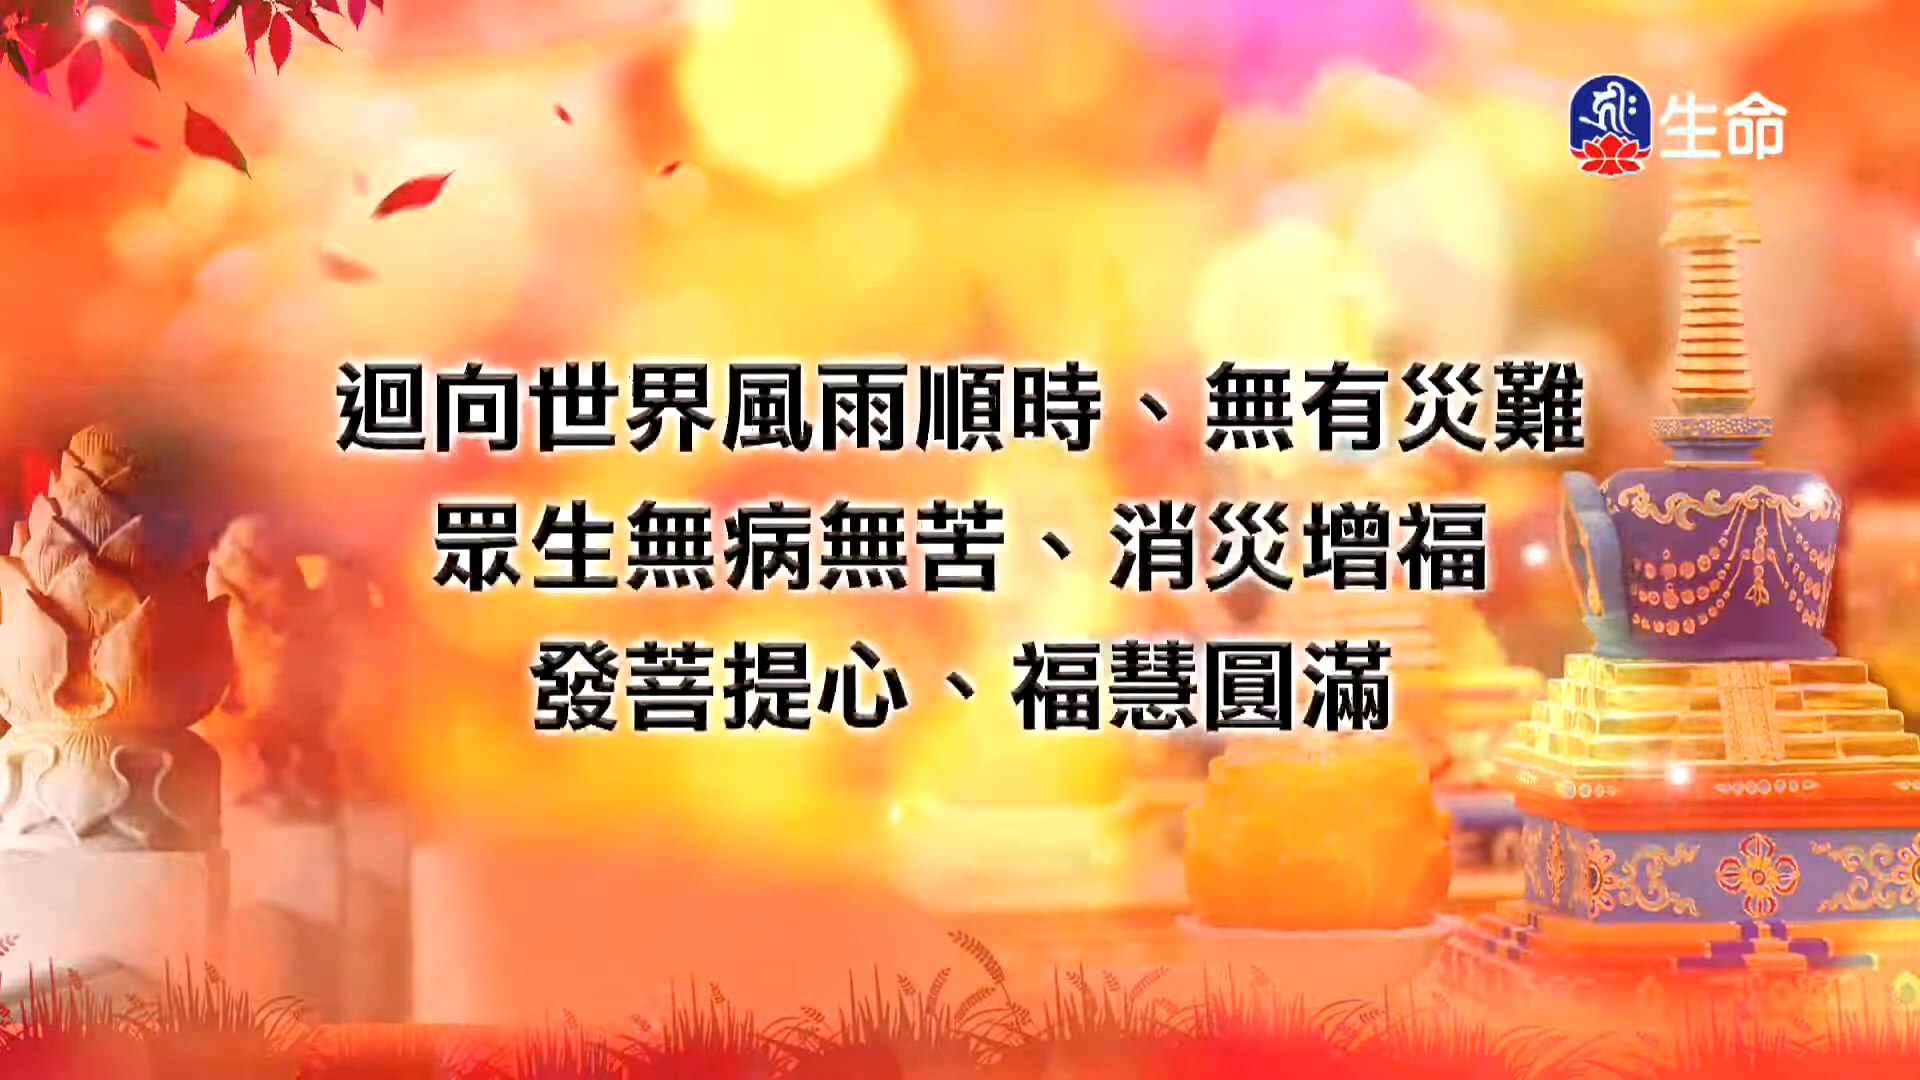 生命
迴向世界風雨順時、無有災難
眾生無病無苦、消災增福
發菩提心、福慧圓滿